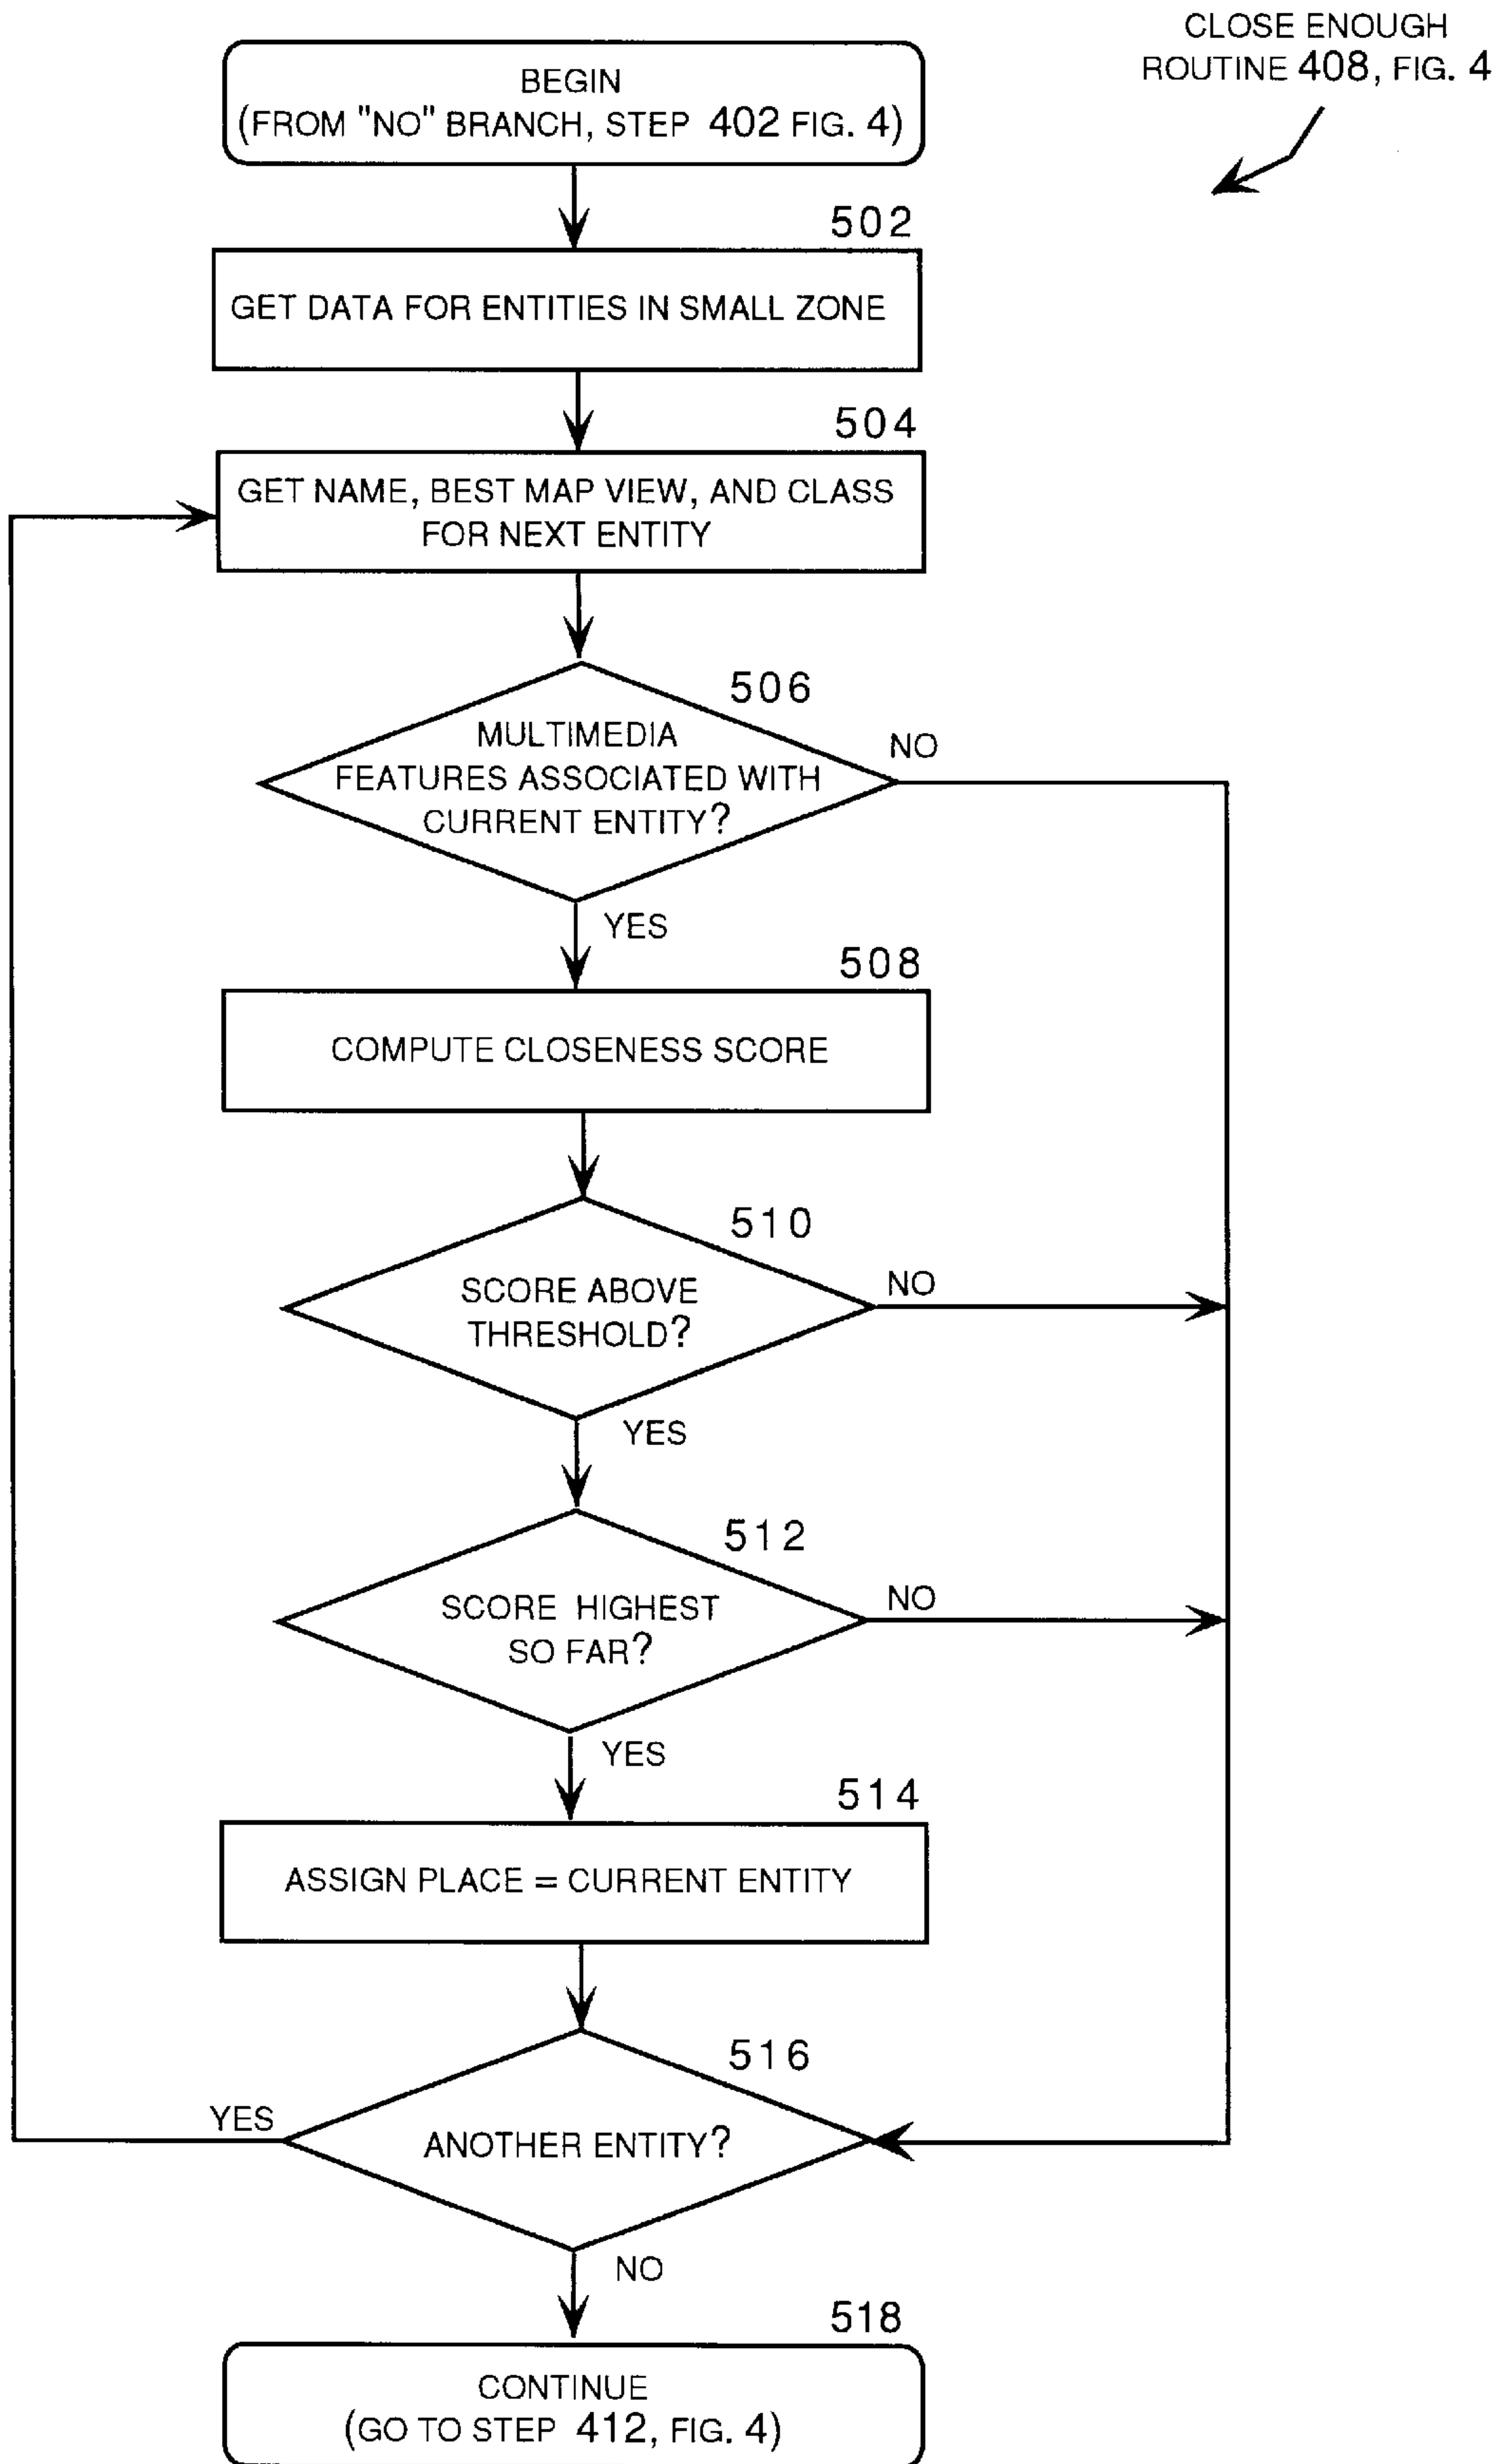 CLOSE ENOUGH
ROUTINE 408, FIG. 4
BEGIN
(FROM "NO" BRANCH, STEP 402 FIG. 4)
502
GET DATA FOR ENTITIES IN SMALL ZONE
504
GET NAME, BEST MAP VIEW, AND CLASS
FOR NEXT ENTITY
506
MULTIMEDIA
FEATURES ASSOCIATED WITH
CURRENT ENTITY?
NO
YES
508
COMPUTE CLOSENESS SCORE
510
SCORE ABOVE
THRESHOLD?
NO
YES
512
SCORE HIGHEST
SO FAR?
NO
YES
514
ASSIGN PLACE = CURRENT ENTITY
516
ANOTHER ENTITY?
YES
NO
518
CONTINUE
(GO TO STEP 412, FIG. 4)